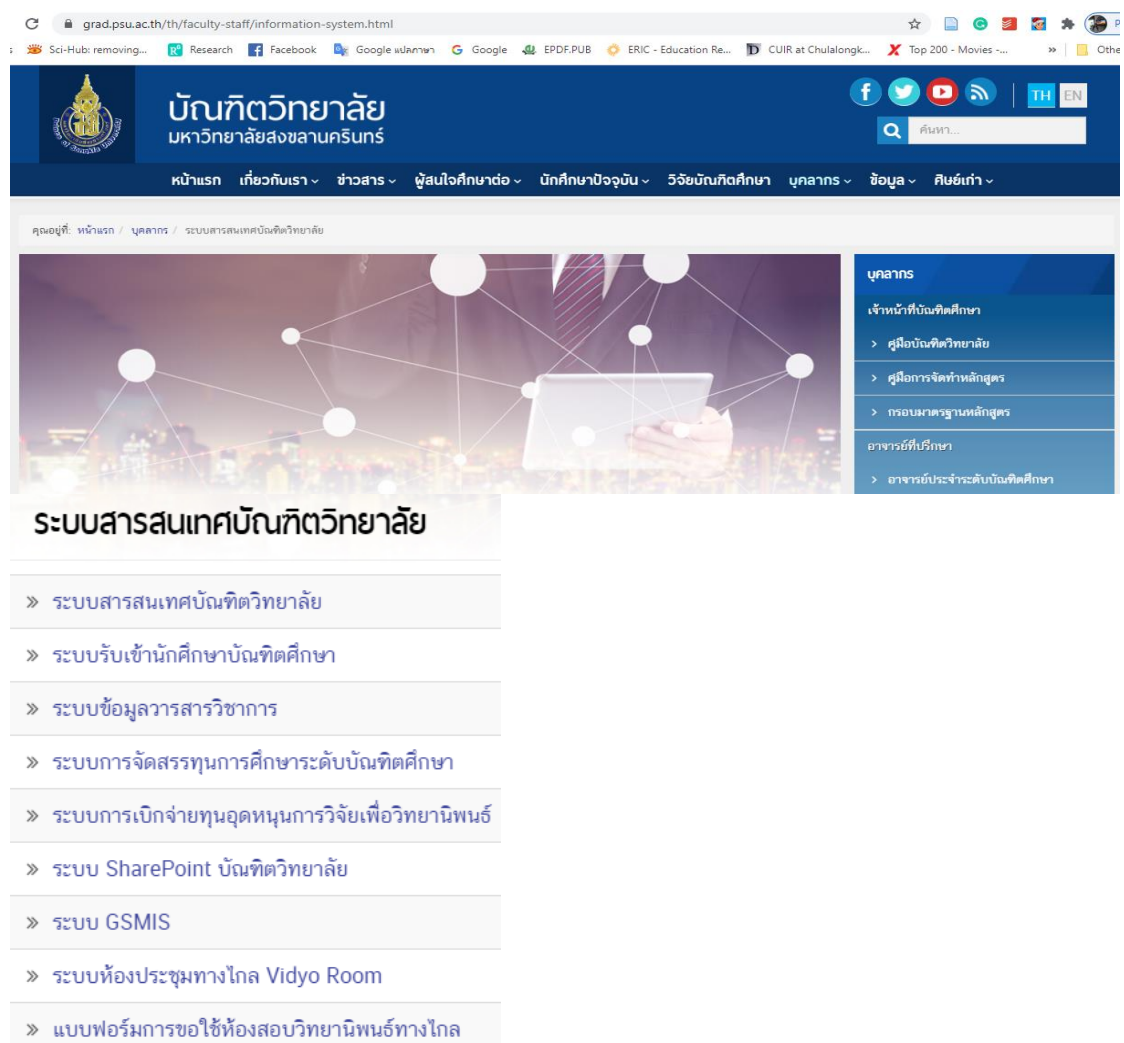 grad.psu.ac.th/th/faculty-staff/information-system.html
Sci-Hub: removing... Research Facebook Google แปลภาษา Google EPDF.PUB ERIC - Education Re... CUIR at Chulalongk... Top 200 - Movies -... » Othe
บัณฑิตวิทยาลัย
มหาวิทยาลัยสงขลานครินทร์
TH EN
ค้นหา...
หน้าแรก เกี่ยวกับเรา ข่าวสาร ผู้สนใจศึกษาต่อ นักศึกษาปัจจุบัน วิจัยบัณฑิตศึกษา บุคลากร ข้อมูล ศิษย์เก่า
คุณอยู่ที่: หน้าแรก / บุคลากร / ระบบสารสนเทศบัณฑิตวิทยาลัย
บุคลากร
เจ้าหน้าที่บัณฑิตศึกษา
> คู่มือบัณฑิตวิทยาลัย
> คู่มือการจัดทำหลักสูตร
> กรอบมาตรฐานหลักสูตร
อาจารย์ที่ปรึกษา
> อาจารย์ประจำระดับบัณฑิตศึกษา
ระบบสารสนเทศบัณฑิตวิทยาลัย
» ระบบสารสนเทศบัณฑิตวิทยาลัย
» ระบบรับเข้านักศึกษาบัณฑิตศึกษา
» ระบบข้อมูลวารสารวิชาการ
» ระบบการจัดสรรทุนการศึกษาระดับบัณฑิตศึกษา
» ระบบการเบิกจ่ายทุนอุดหนุนการวิจัยเพื่อวิทยานิพนธ์
» ระบบ SharePoint บัณฑิตวิทยาลัย
» ระบบ GSMIS
» ระบบห้องประชุมทางไกล Vidyo Room
» แบบฟอร์มการขอใช้ห้องสอบวิทยานิพนธ์ทางไกล